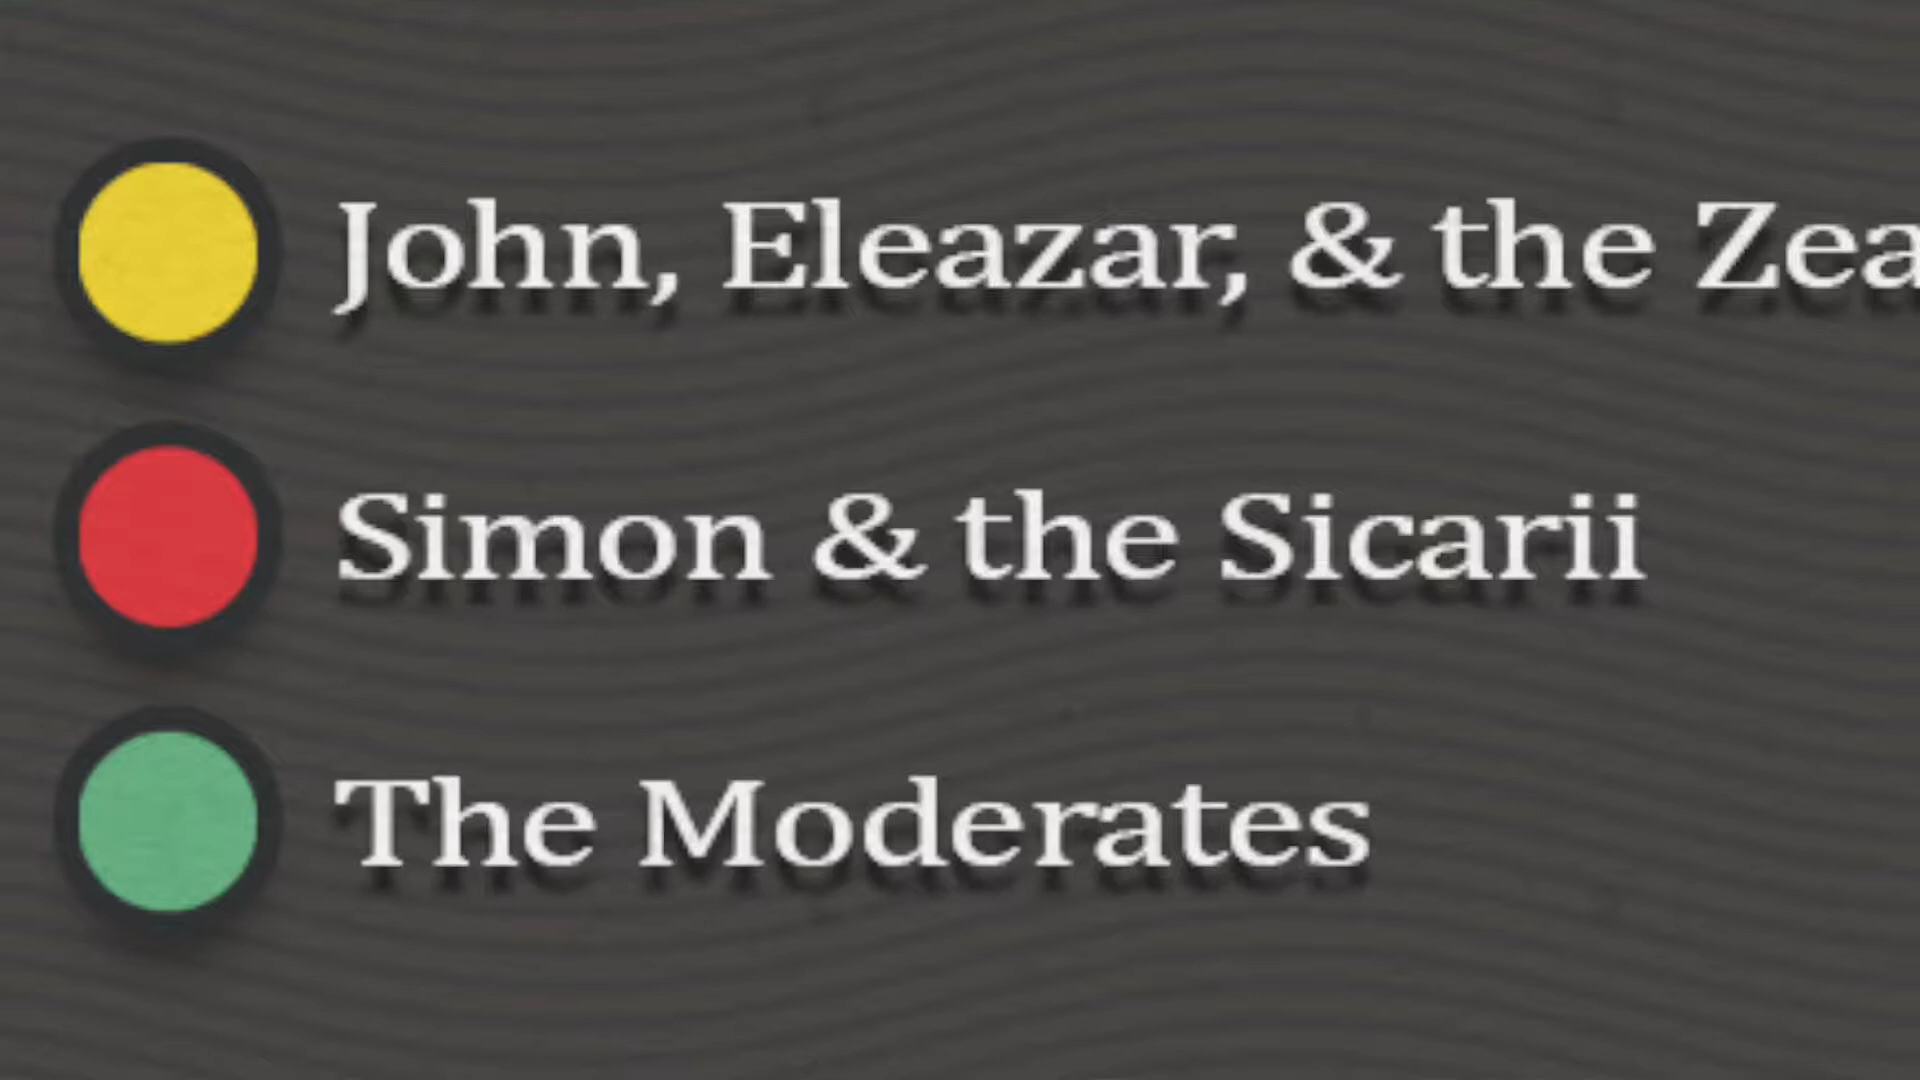 John, Eleazar, & the Zea
Simon & the Sicarii
The Moderates